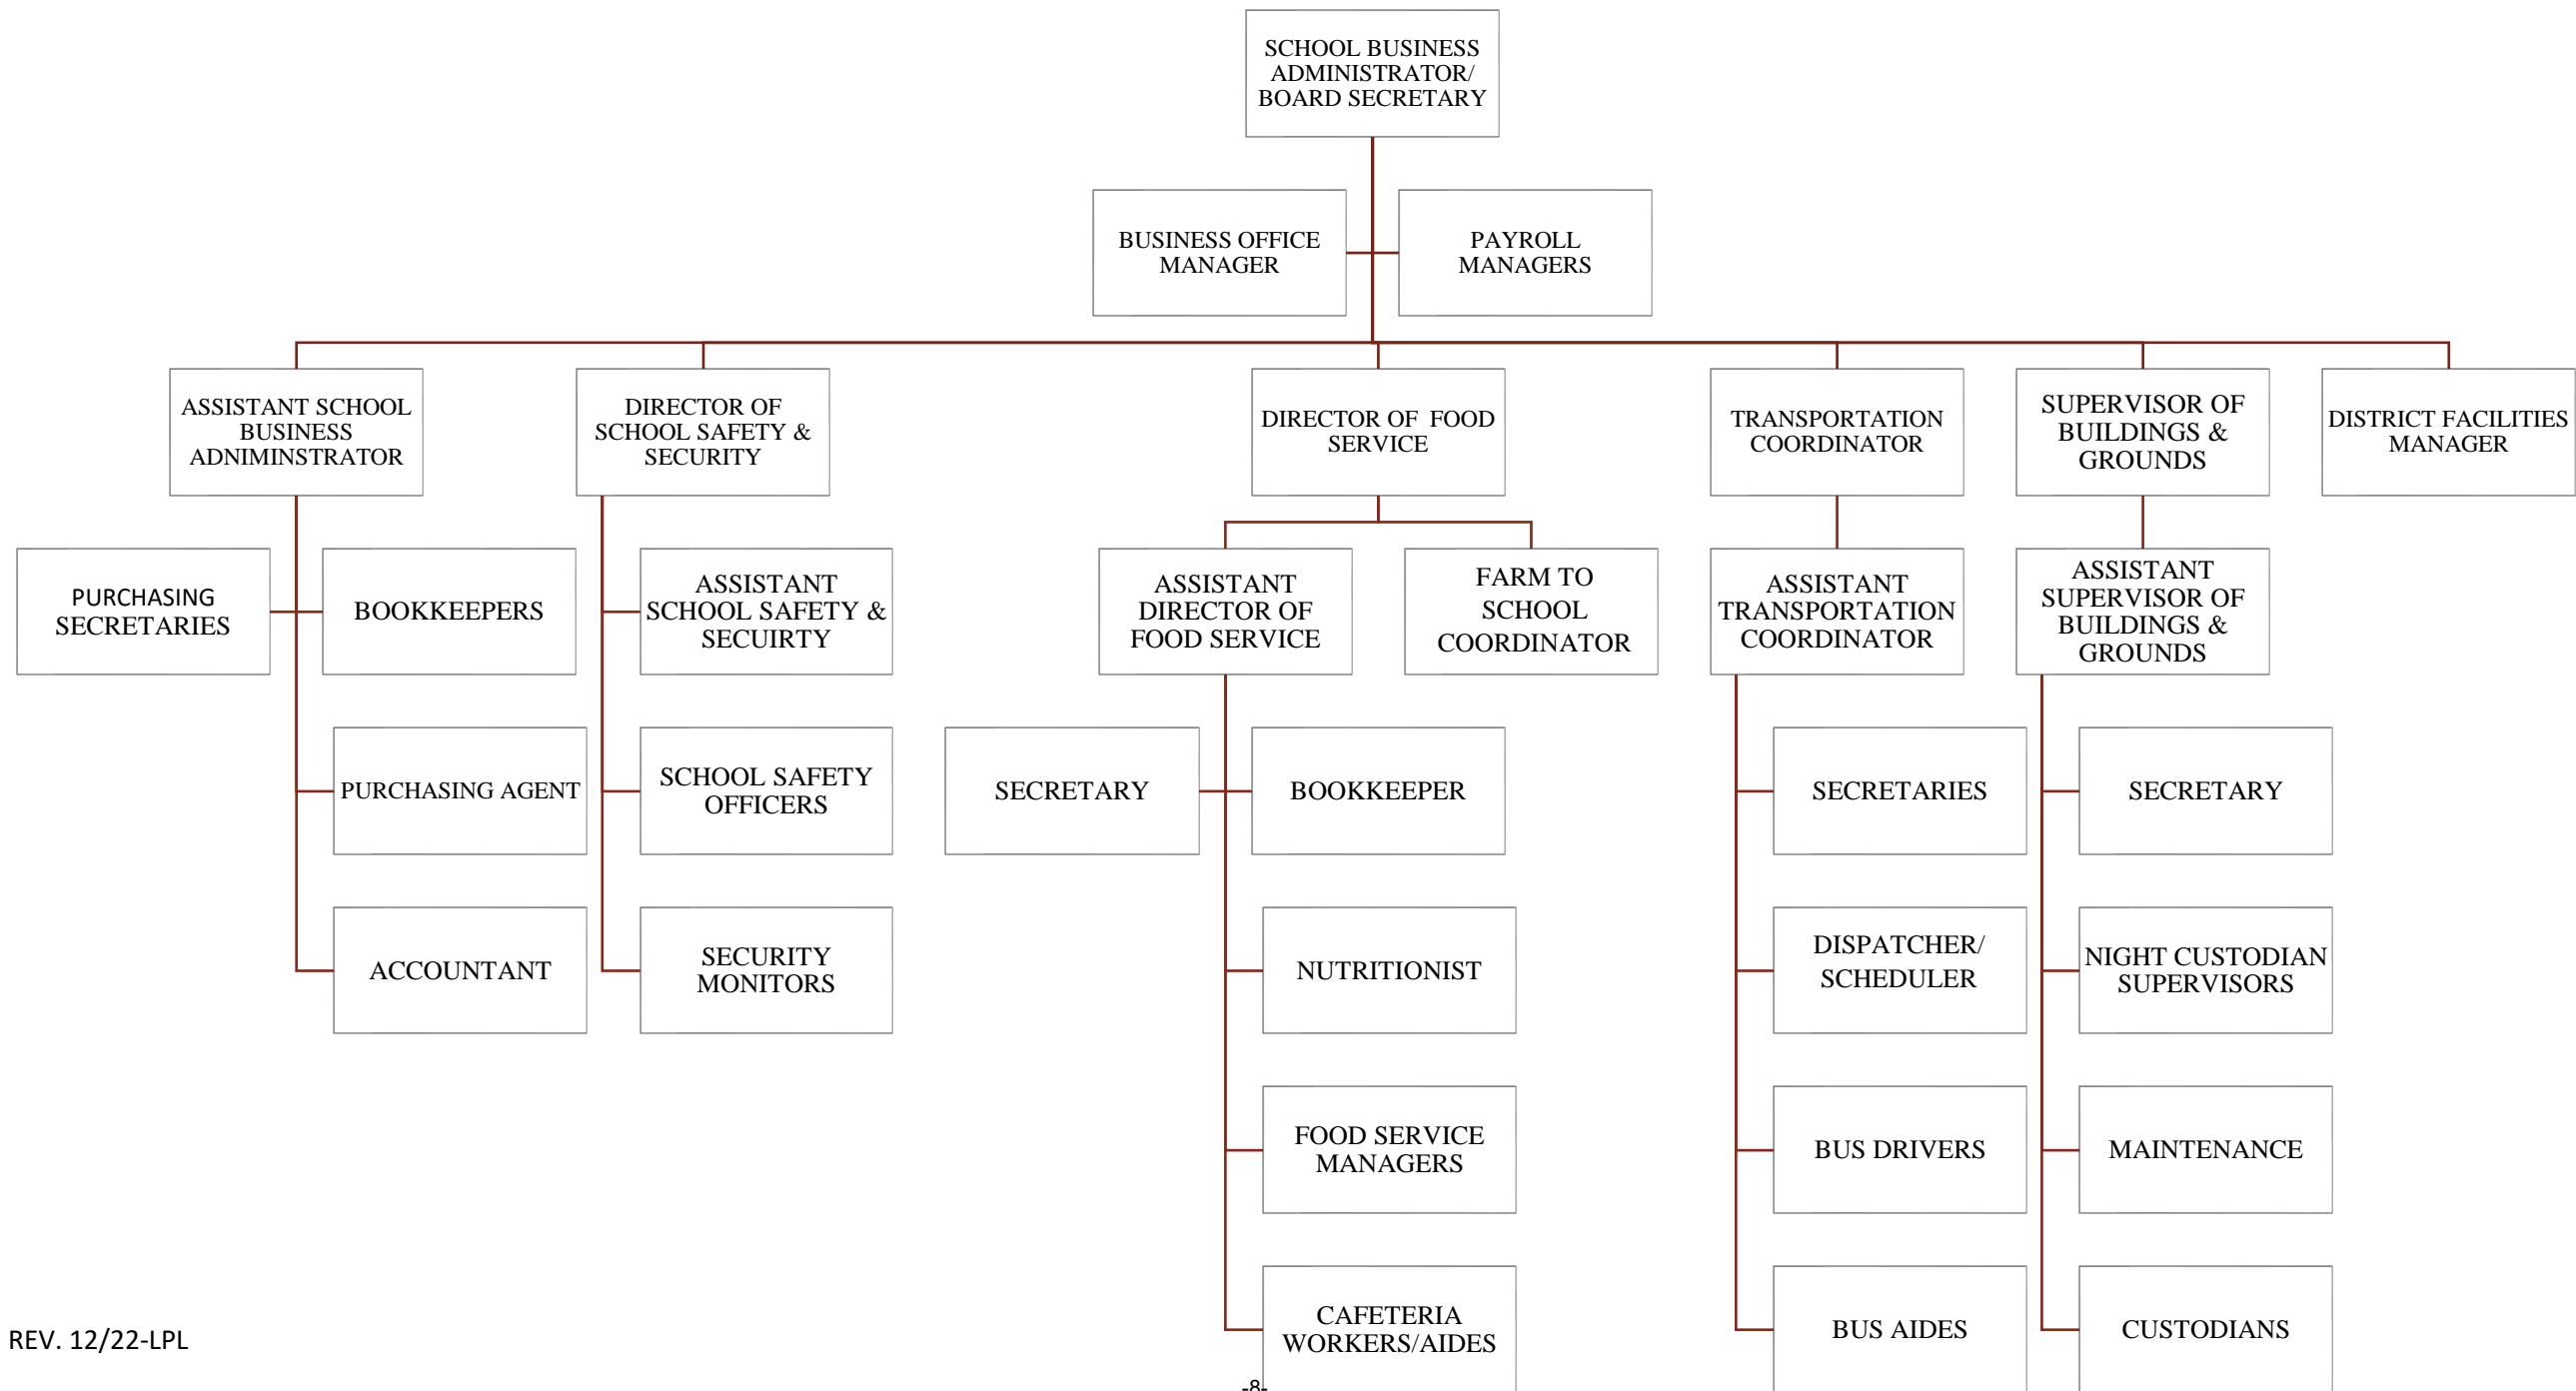 SCHOOL BUSINESS
ADMINISTRATOR/
BOARD SECRETARY
BUSINESS OFFICE
MANAGER
PAYROLL
MANAGERS
ASSISTANT SCHOOL
BUSINESS
ADNIMINSTRATOR
DIRECTOR OF
SCHOOL SAFETY &
SECURITY
DIRECTOR OF  FOOD
SERVICE
TRANSPORTATION
COORDINATOR
SUPERVISOR OF
BUILDINGS &
GROUNDS
DISTRICT FACILITIES
MANAGER
PURCHASING
SECRETARIES
BOOKKEEPERS
ASSISTANT
SCHOOL SAFETY &
SECUIRTY
ASSISTANT
DIRECTOR OF
FOOD SERVICE
FARM TO
SCHOOL
COORDINATOR
ASSISTANT
TRANSPORTATION
COORDINATOR
ASSISTANT
SUPERVISOR OF
BUILDINGS &
GROUNDS
PURCHASING AGENT
SCHOOL SAFETY
OFFICERS
SECRETARY
BOOKKEEPER
SECRETARIES
SECRETARY
ACCOUNTANT
SECURITY
MONITORS
NUTRITIONIST
DISPATCHER/
SCHEDULER
NIGHT CUSTODIAN
SUPERVISORS
FOOD SERVICE
MANAGERS
BUS DRIVERS
MAINTENANCE
CAFETERIA
WORKERS/AIDES
BUS AIDES
CUSTODIANS
REV. 12/22-LPL
-8-